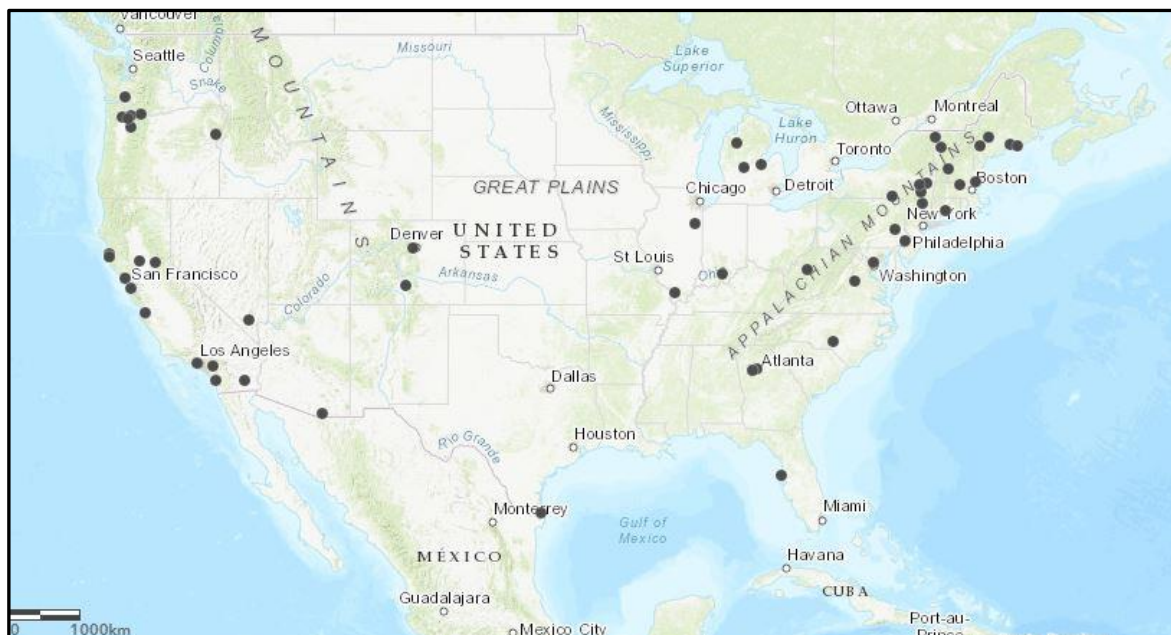 Vancouver
Seattle
Columbia
Snake
MOUNTAINS
Missouri
Mississippi
Lake
Superior
Ottawa
Montreal
Lake
Huron
Toronto
GREAT PLAINS
Chicago
Detroit
Boston
New York
Philadelphia
Washington
APPALACHIAN MOUNTAINS
Denver
UNITED
STATES
St Louis
Ohio
Arkansas
Colorado
San Francisco
Los Angeles
Atlanta
Dallas
Houston
Rio Grande
Monterrey
Gulf of
Mexico
Miami
MÉXICO
Havana
CUBA
Guadalajara
Mexico City
Port-au-
Prince
0 1000km